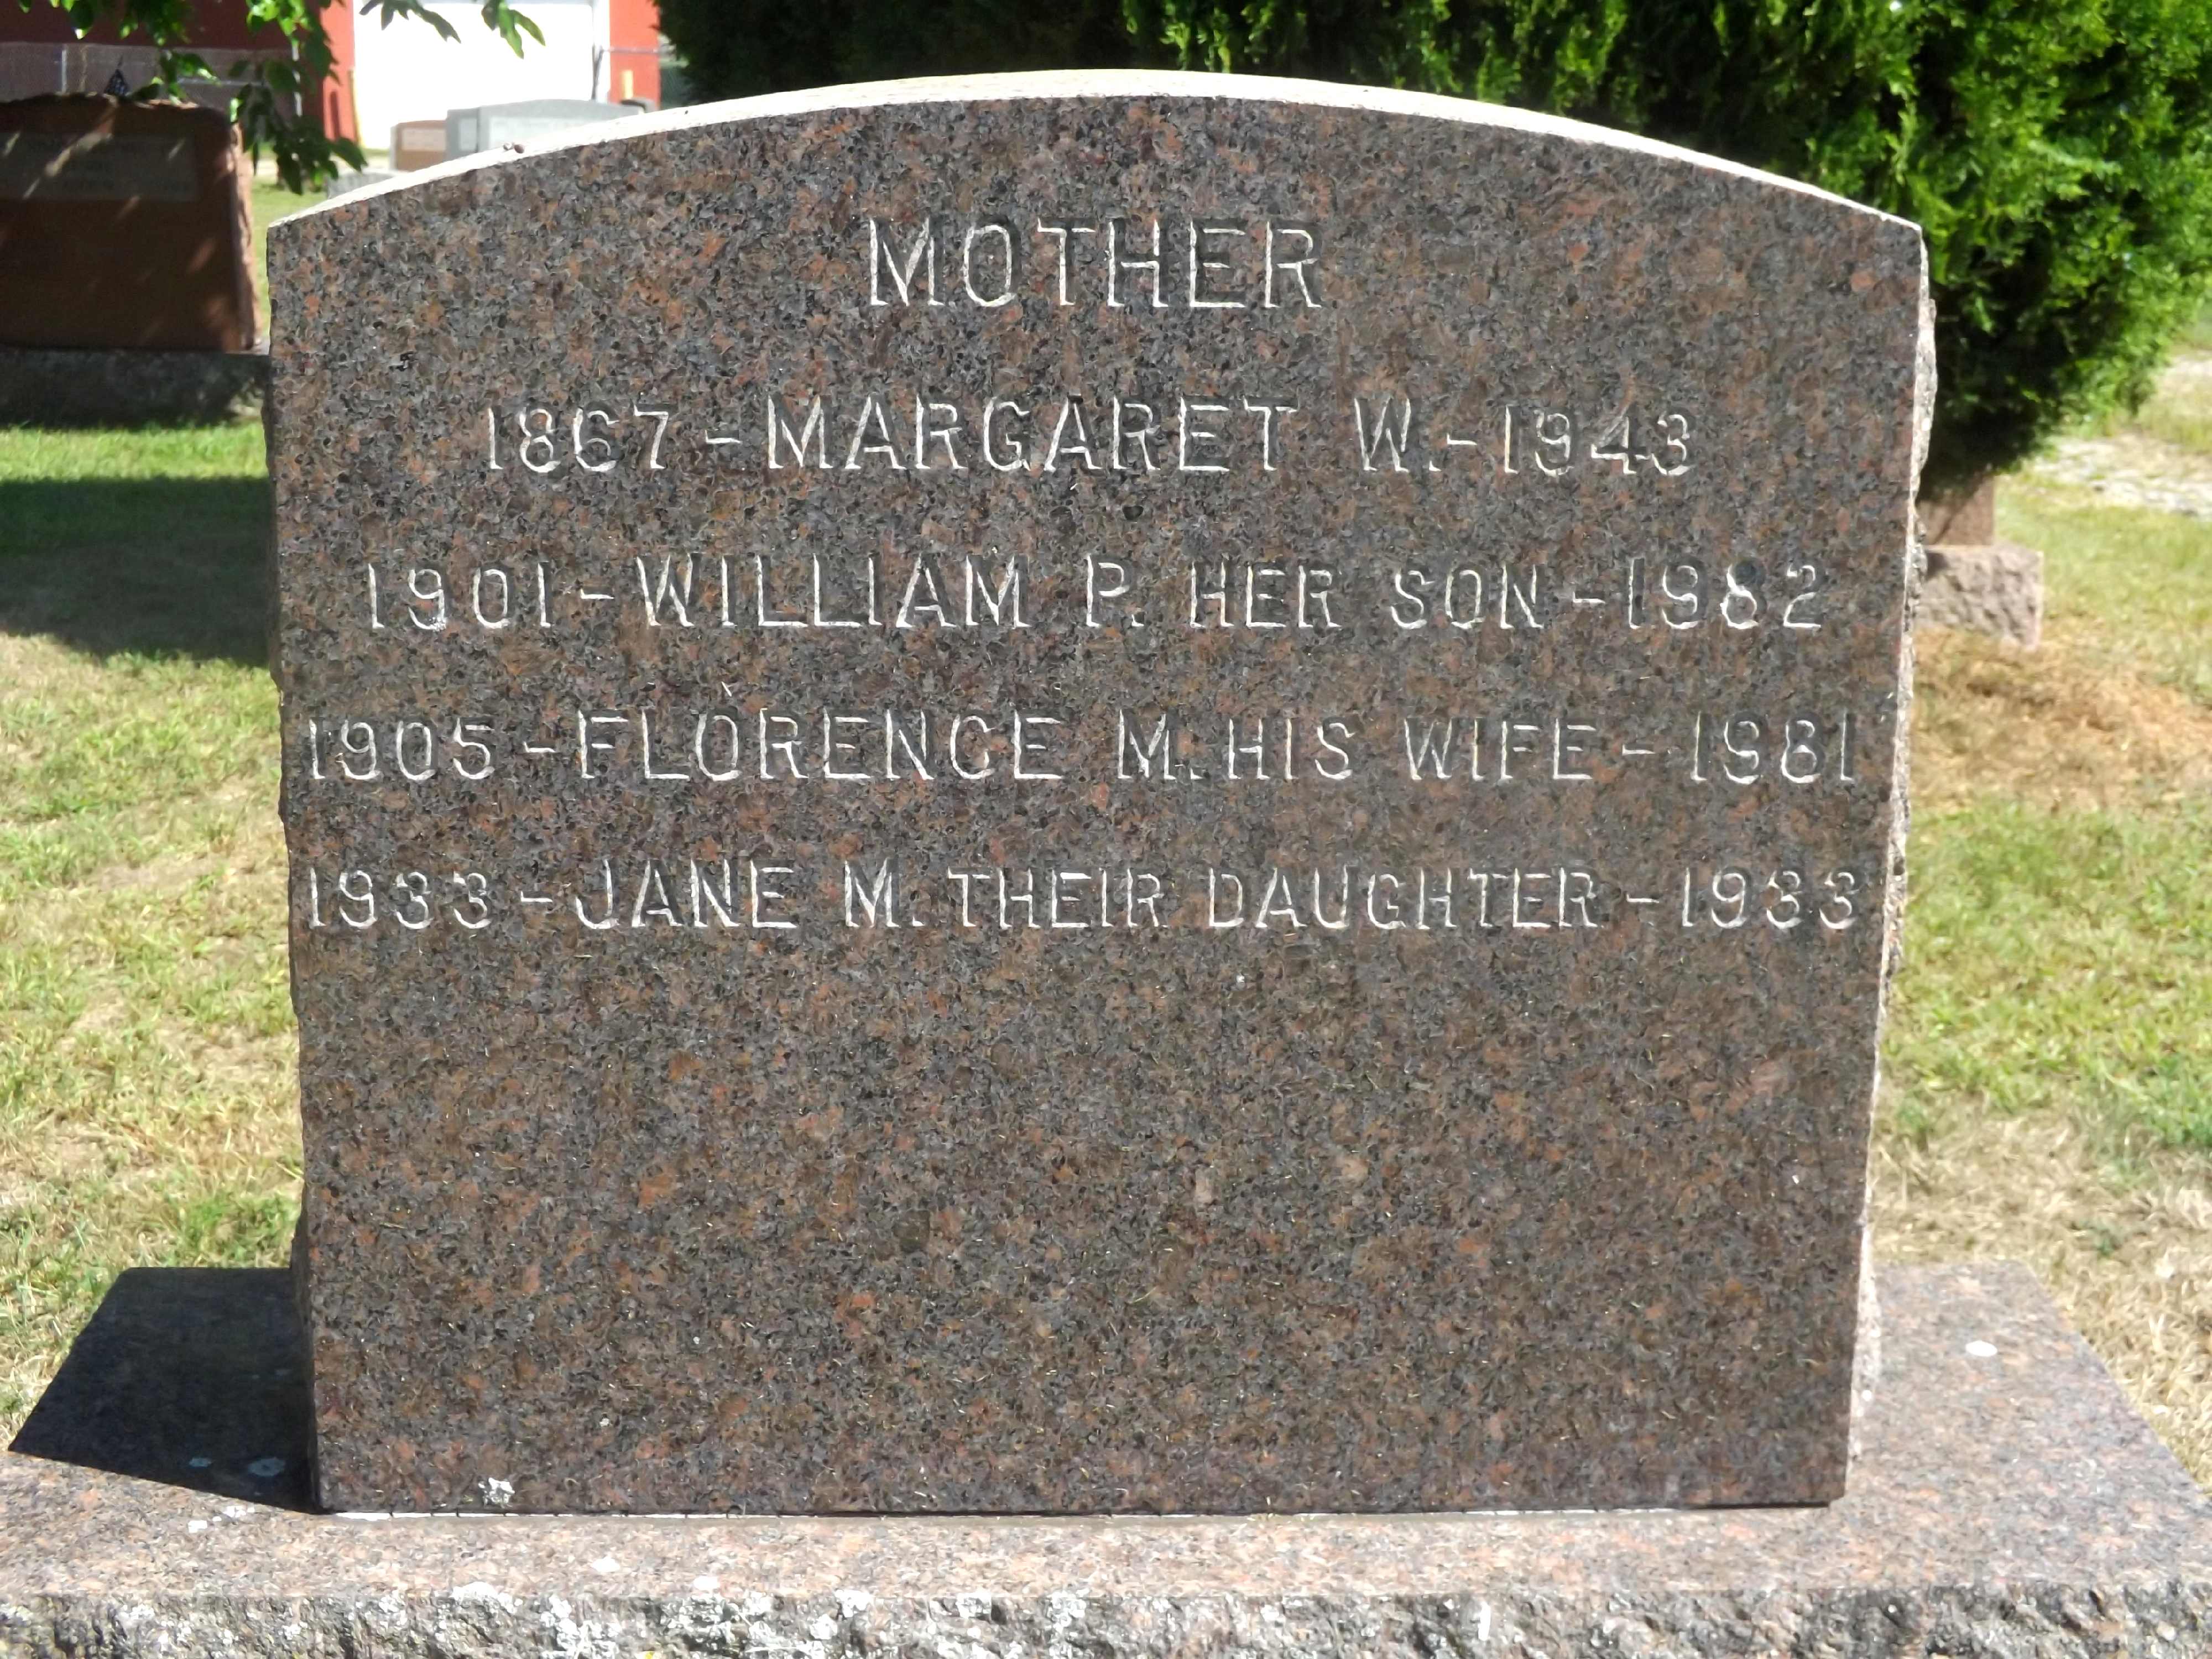 MOTHER
1867-MARGARET W.-1943
1901-WILLIAM P. HER SON-1982
1905-FLORENCE M. HIS WIFE-1981
1933-JANE M. THEIR DAUGHTER-1933